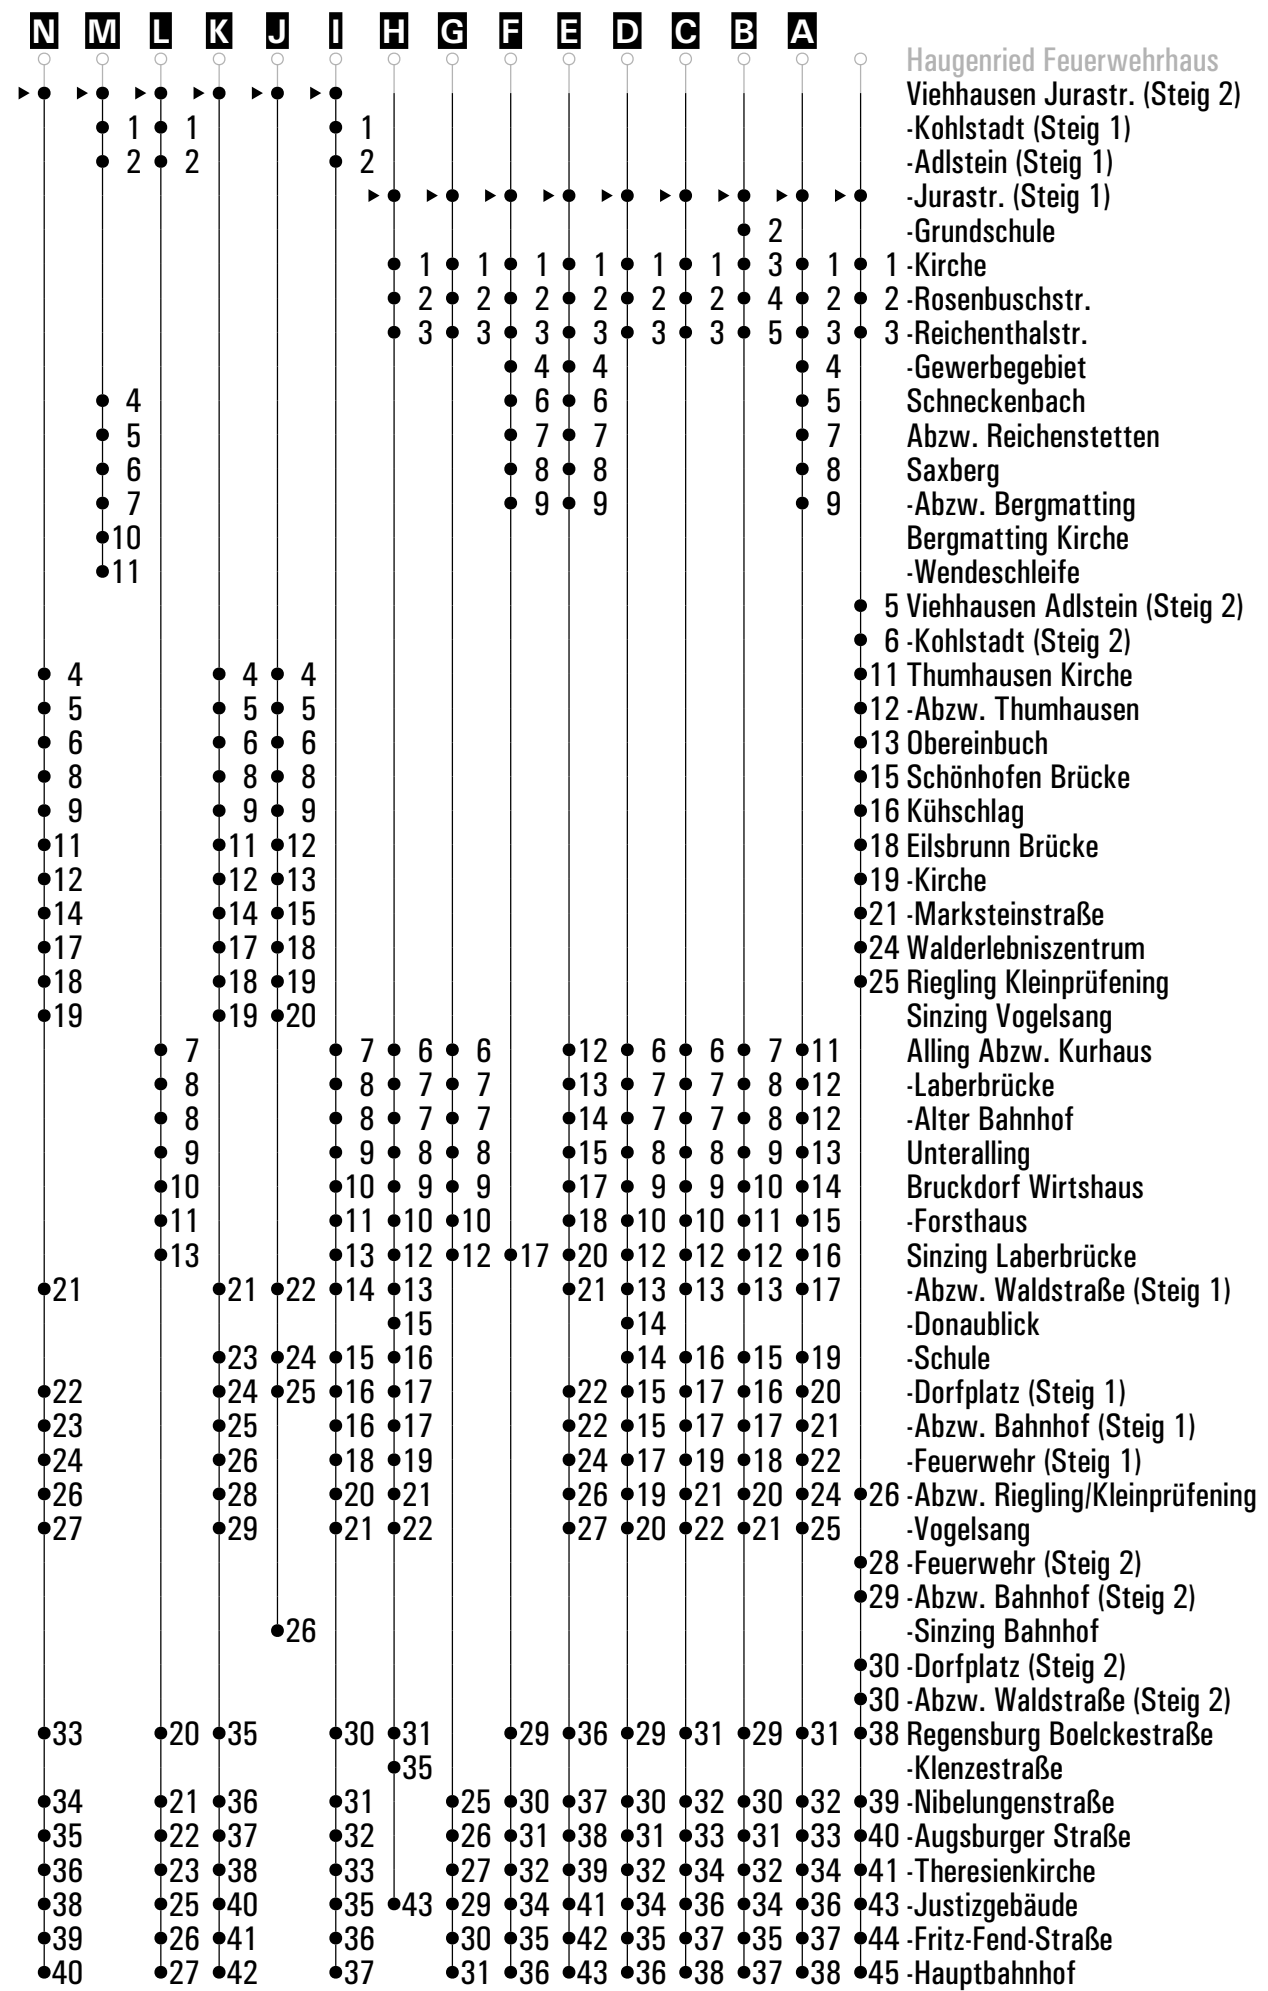 N M L K J I H G F E D C B A
Haugenried Feuerwehrhaus
Viehhausen Jurastr. (Steig 2)
1 1 1 -Kohlstadt (Steig 1)
2 2 2 -Adlstein (Steig 1)
-Jurastr. (Steig 1)
2 -Grundschule
1 1 1 1 1 1 3 1 1 -Kirche
2 2 2 2 2 2 4 2 2 -Rosenbuschstr.
3 3 3 3 3 3 5 3 3 -Reichenthalstr.
4 4 4 -Gewerbegebiet
4 6 6 5 Schneckenbach
5 7 7 7 Abzw. Reichenstetten
6 8 8 8 Saxberg
7 9 9 9 -Abzw. Bergmatting
10 Bergmatting Kirche
11 -Wendeschleife
5 Viehhausen Adlstein (Steig 2)
6 -Kohlstadt (Steig 2)
4 4 4 11 Thumhausen Kirche
5 5 5 12 -Abzw. Thumhausen
6 6 6 13 Obereinbuch
8 8 8 15 Schönhofen Brücke
9 9 9 16 Kühschlag
11 11 12 18 Eilsbrunn Brücke
12 12 13 19 -Kirche
14 14 15 21 -Marksteinstraße
17 17 18 24 Walderlebniszentrum
18 18 19 25 Riegling Kleinprüfening
19 19 20 Sinzing Vogelsang
7 7 6 6 12 6 6 7 11 Alling Abzw. Kurhaus
8 8 7 7 13 7 7 8 12 -Laberbrücke
8 8 7 7 14 7 7 8 12 -Alter Bahnhof
9 9 8 8 15 8 8 9 13 Unteralling
10 10 9 9 17 9 9 10 14 Bruckdorf Wirtshaus
11 11 10 10 18 10 10 11 15 -Forsthaus
13 13 12 12 17 20 12 12 12 16 Sinzing Laberbrücke
21 21 22 14 13 21 13 13 13 17 -Abzw. Waldstraße (Steig 1)
15 14 -Donaublick
23 24 15 16 14 16 15 19 -Schule
22 24 25 16 17 22 15 17 16 20 -Dorfplatz (Steig 1)
23 25 16 17 22 15 17 17 21 -Abzw. Bahnhof (Steig 1)
24 26 18 19 24 17 19 18 22 -Feuerwehr (Steig 1)
26 28 20 21 26 19 21 20 24 26 -Abzw. Riegling/Kleinprüfening
27 29 21 22 27 20 22 21 25 -Vogelsang
28 -Feuerwehr (Steig 2)
29 -Abzw. Bahnhof (Steig 2)
26 -Sinzing Bahnhof
30 -Dorfplatz (Steig 2)
30 -Abzw. Waldstraße (Steig 2)
33 20 35 30 31 29 36 29 31 29 31 38 Regensburg Boelckestraße
35 -Klenzestraße
34 21 36 31 25 30 37 30 32 30 32 39 -Nibelungenstraße
35 22 37 32 26 31 38 31 33 31 33 40 -Augsburger Straße
36 23 38 33 27 32 39 32 34 32 34 41 -Theresienkirche
38 25 40 35 43 29 34 41 34 36 34 36 43 -Justizgebäude
39 26 41 36 30 35 42 35 37 35 37 44 -Fritz-Fend-Straße
40 27 42 37 31 36 43 36 38 37 38 45 -Hauptbahnhof